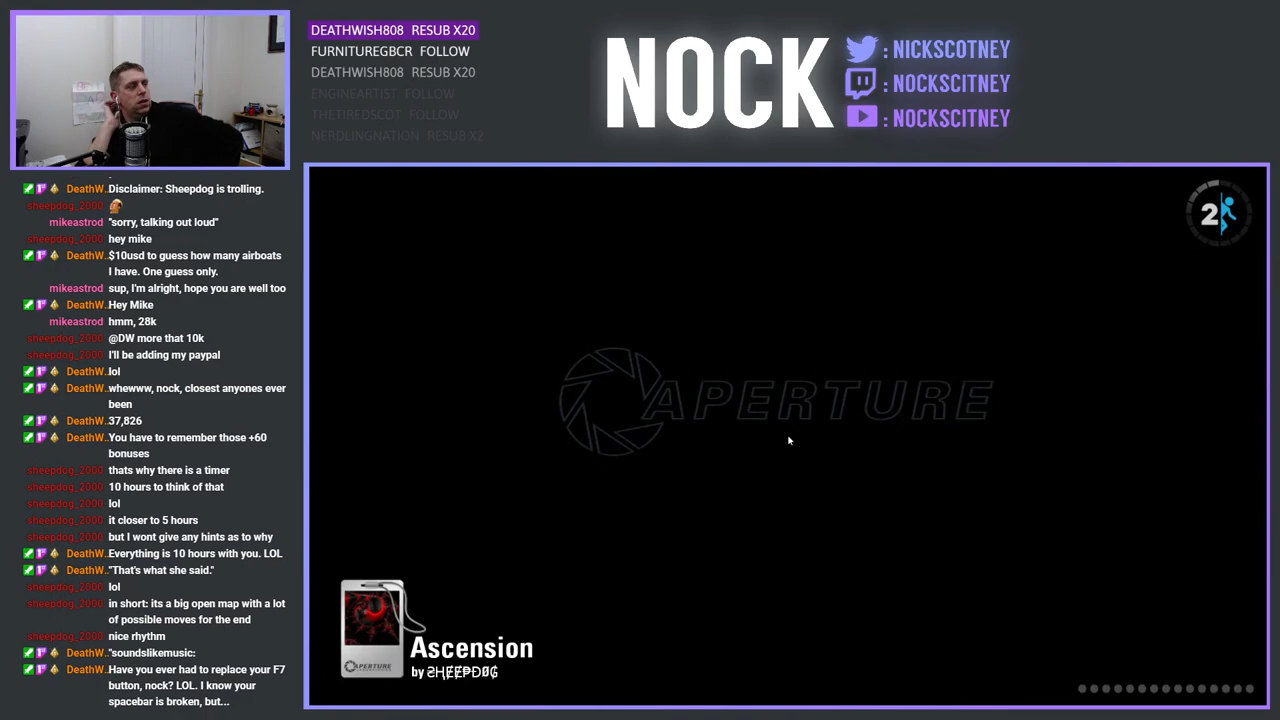 DEATHWISH808 RESUB X20
FURNITUREGBCR FOLLOW
DEATHWISH808 RESUB X20
ENGINEARTIST FOLLOW
THETIREDSCOT FOLLOW
NERDLINGNATION RESUB X2
NOCK
: NICKSCOTNEY
: NOCKSCITNEY
: NOCKSCITNEY
DeathW.. Disclaimer: Sheepdog is trolling.
sheepdog_2000
mikeastrod "sorry, talking out loud"
sheepdog_2000 hey mike
DeathW.. $10usd to guess how many airboats
I have. One guess only.
mikeastrod sup, I'm alright, hope you are well too
DeathW.. Hey Mike
mikeastrod hmm, 28k
sheepdog_2000 @DW more that 10k
sheepdog_2000 I'll be adding my paypal
DeathW.. lol
DeathW.. whewww, nock, closest anyones ever
been
DeathW.. 37,826
DeathW.. You have to remember those +60
bonuses
sheepdog_2000 thats why there is a timer
sheepdog_2000 10 hours to think of that
sheepdog_2000 lol
sheepdog_2000 it closer to 5 hours
sheepdog_2000 but I wont give any hints as to why
DeathW.. Everything is 10 hours with you. LOL
DeathW.. "That's what she said."
sheepdog_2000 lol
sheepdog_2000 in short: its a big open map with a lot
of possible moves for the end
sheepdog_2000 nice rhythm
DeathW.. "soundslikemusic:
DeathW.. Have you ever had to replace your F7
button, nock? LOL. I know your
spacebar is broken, but...
2
APERTURE
APERTURE
Ascension
by ₴ⱧɆɆ₱Đ0₲